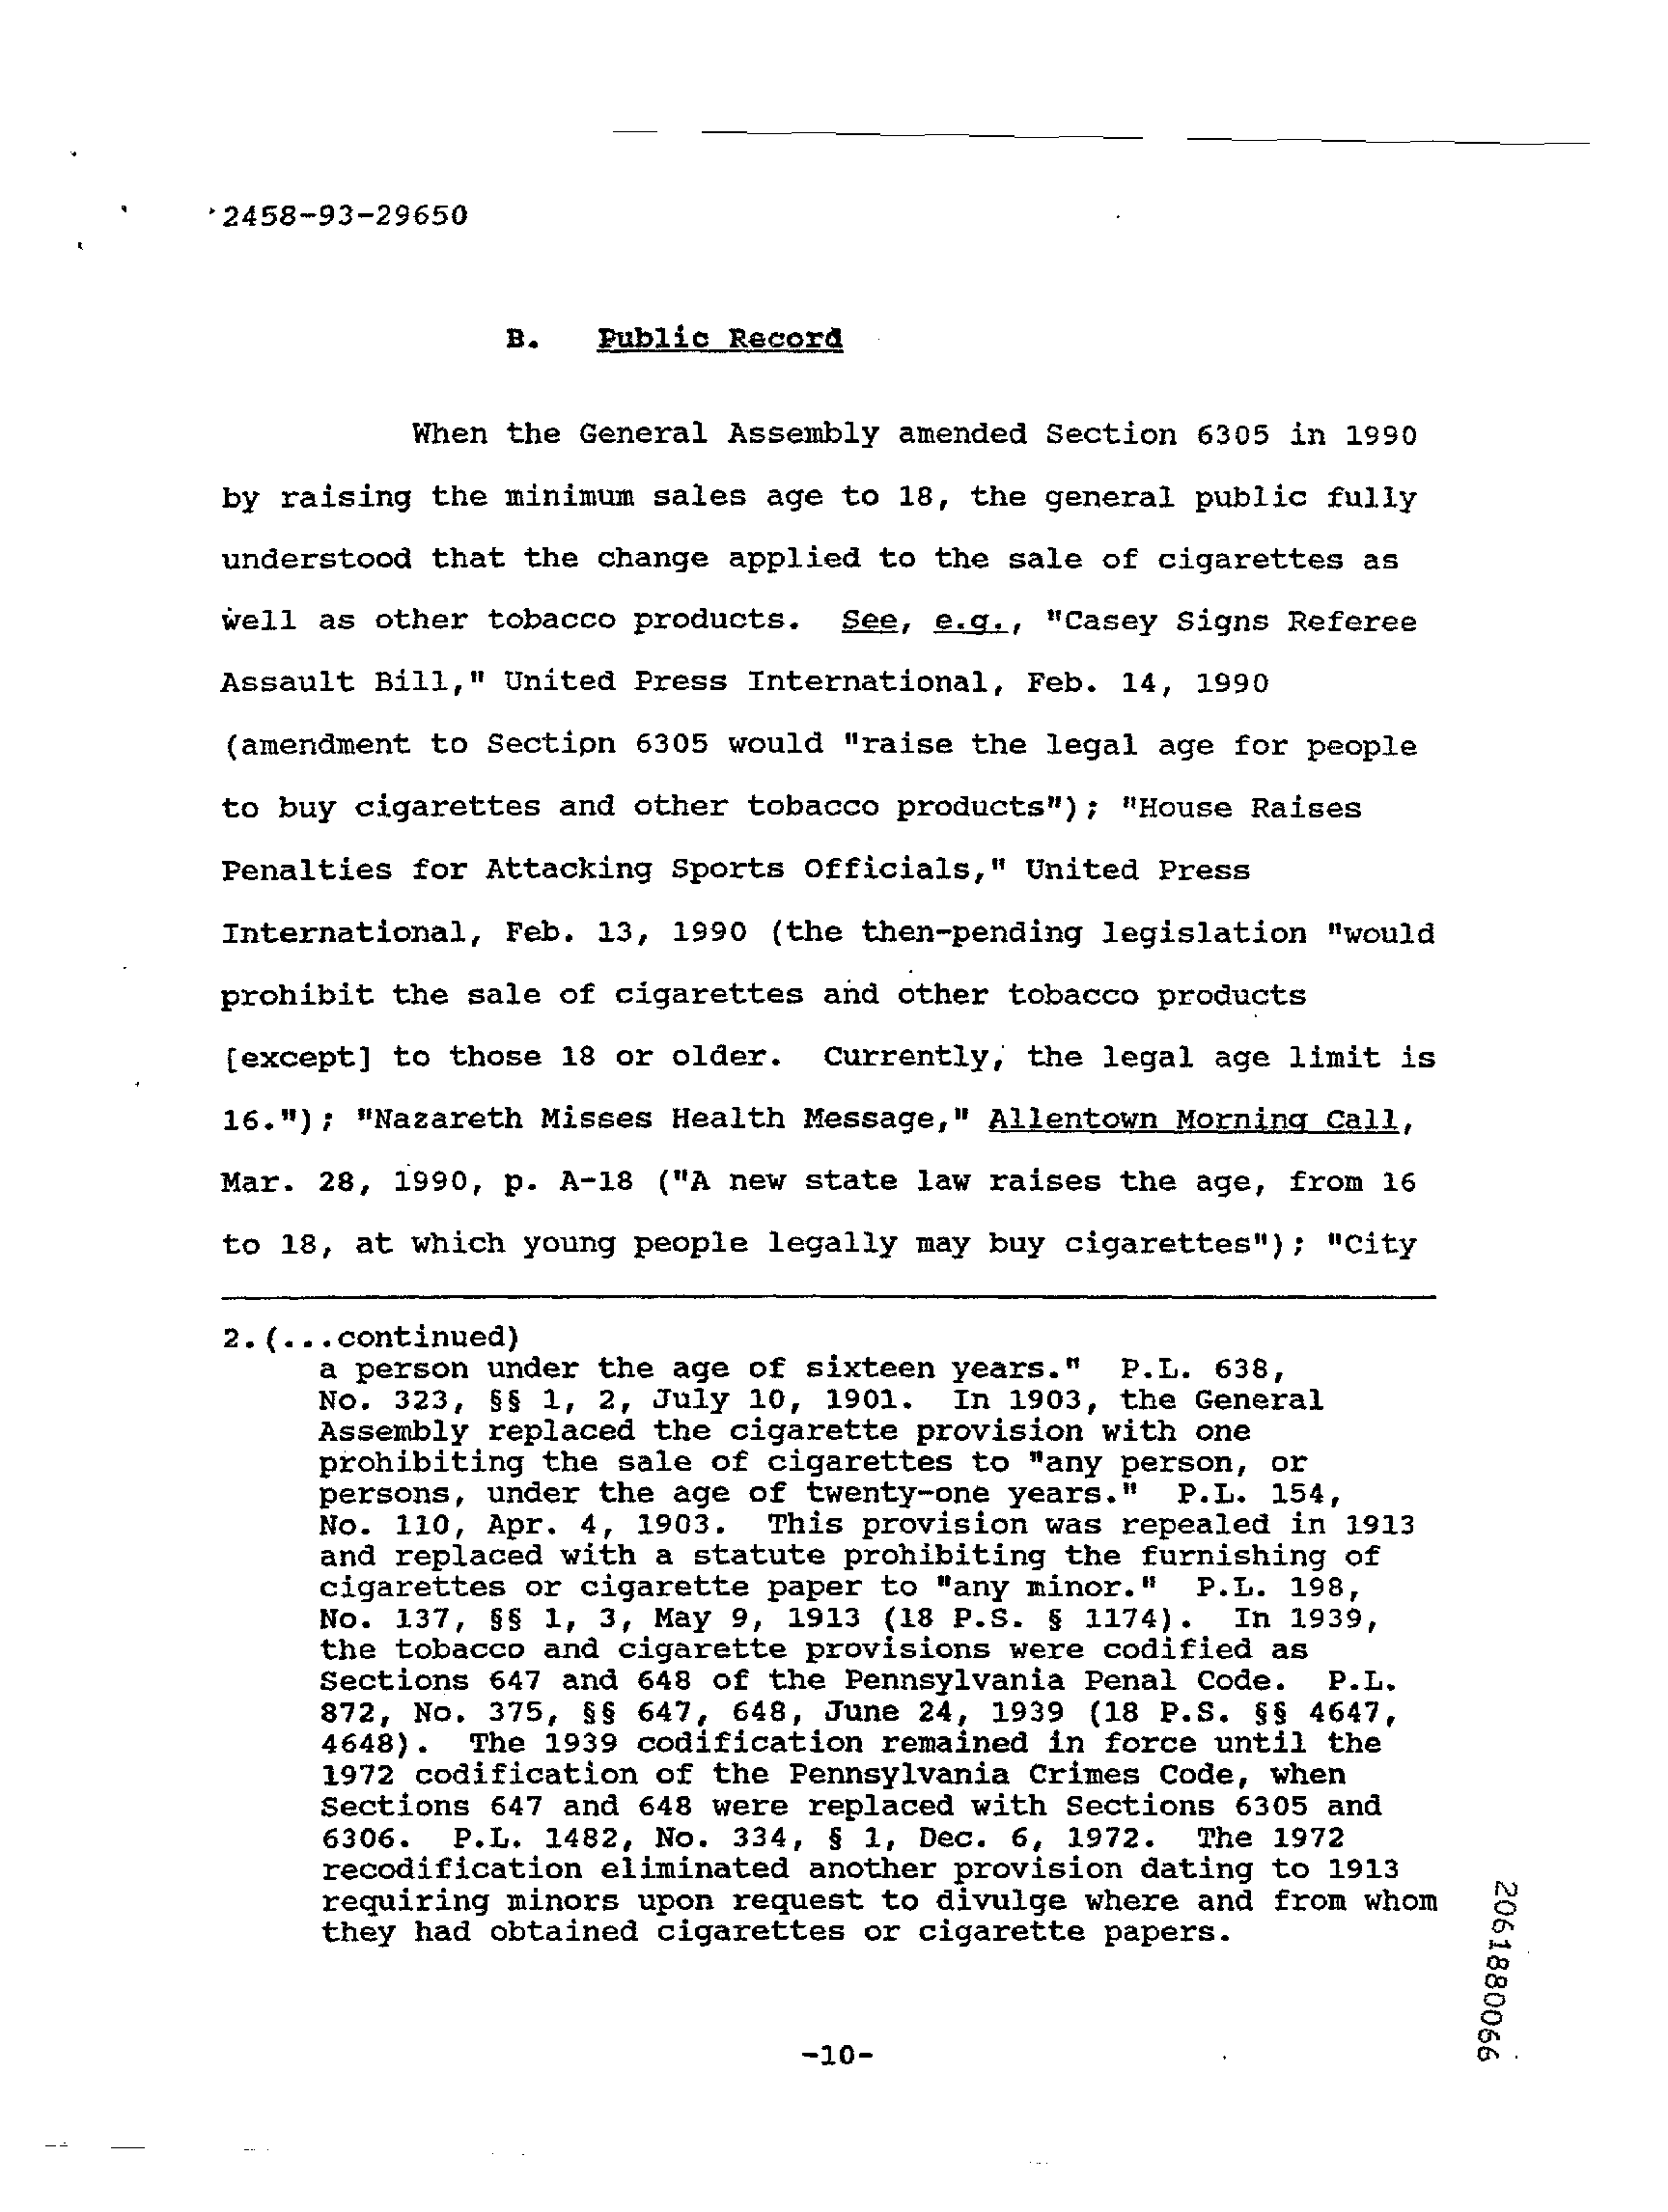 2458-93-29650
B. Public Record
When the General Assembly amended Section 6305 in 1990
by raising the minimum sales age to 18, the general public fully
understood that the change applied to the sale of cigarettes as
well as other tobacco products. See, e.g., "Casey Signs Referee
Assault Bill," United Press International, Feb. 14, 1990
(amendment to Section 6305 would "raise the legal age for people
to buy cigarettes and other tobacco products"); "House Raises
Penalties for Attacking Sports Officials," United Press
International, Feb. 13, 1990 (the then-pending legislation "would
prohibit the sale of cigarettes and other tobacco products
[except] to those 18 or older. Currently, the legal age limit is
16."); "Nazareth Misses Health Message," Allentown Morning Call,
Mar. 28, 1990, p. A-18 ("A new state law raises the age, from 16
to 18, at which young people legally may buy cigarettes"); "City
2.(...continued)
a person under the age of sixteen years." P.L. 638,
No. 323, §§ 1, 2, July 10, 1901. In 1903, the General
Assembly replaced the cigarette provision with one
prohibiting the sale of cigarettes to "any person, or
persons, under the age of twenty-one years." P.L. 154,
No. 110, Apr. 4, 1903. This provision was repealed in 1913
and replaced with a statute prohibiting the furnishing of
cigarettes or cigarette paper to "any minor." P.L. 198,
No. 137, §§ 1, 3, May 9, 1913 (18 P.S. § 1174). In 1939,
the tobacco and cigarette provisions were codified as
Sections 647 and 648 of the Pennsylvania Penal Code. P.L.
872, No. 375, §§ 647, 648, June 24, 1939 (18 P.S. §§ 4647,
4648). The 1939 codification remained in force until the
1972 codification of the Pennsylvania Crimes Code, when
Sections 647 and 648 were replaced with Sections 6305 and
6306. P.L. 1482, No. 334, § 1, Dec. 6, 1972. The 1972
recodification eliminated another provision dating to 1913
requiring minors upon request to divulge where and from whom
they had obtained cigarettes or cigarette papers.
-10-
2061880066